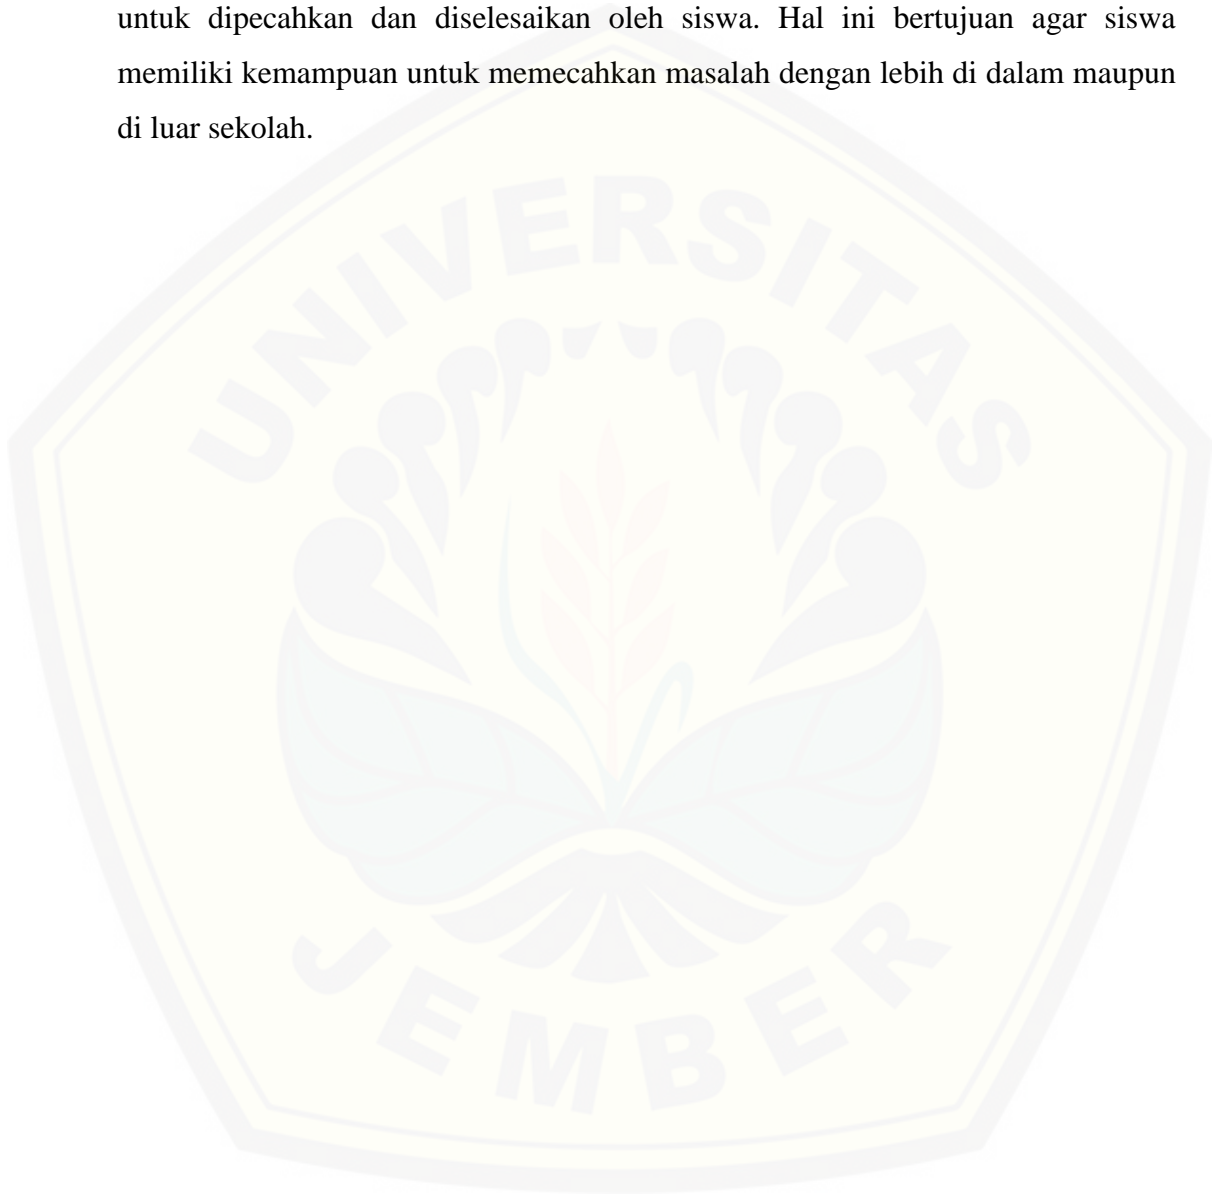 untuk dipecahkan dan diselesaikan oleh siswa. Hal ini bertujuan agar siswa
memiliki kemampuan untuk memecahkan masalah dengan lebih di dalam maupun
di luar sekolah.
UNIVERSITAS
JEMBER